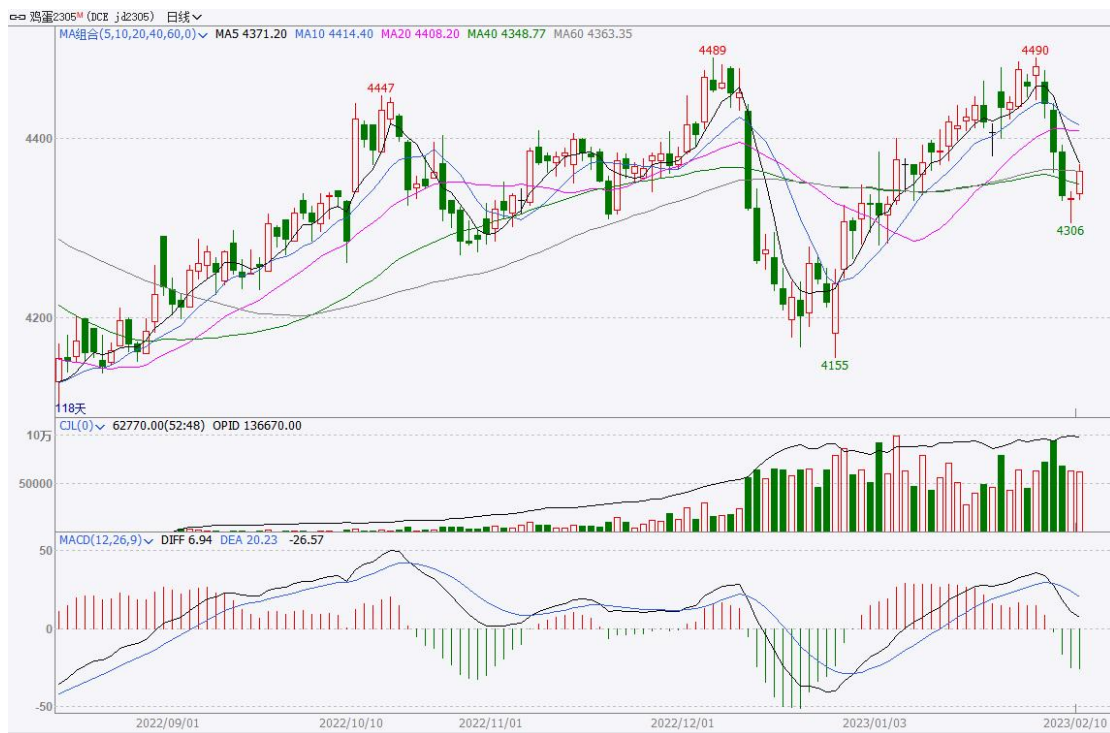 鸡蛋2305M (DCE jd2305) 日线
MA组合(5,10,20,40,60,0) MA5 4371.20 MA10 4414.40 MA20 4408.20 MA40 4348.77 MA60 4363.35
4489
4490
4447
4400
4306
4200
4155
118天
CJL(0) 62770.00(52:48) OPID 136670.00
10万
50000
MACD(12,26,9) DIFF 6.94 DEA 20.23 -26.57
50
0
-50
2022/09/01 2022/10/10 2022/11/01 2022/12/01 2023/01/03 2023/02/10